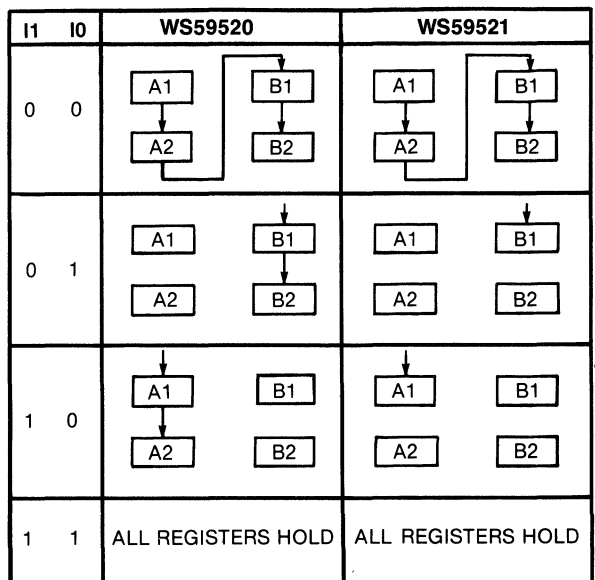 I1 I0 WS59520 WS59521
A1 B1 A1 B1
0 0
A2 B2 A2 B2
A1 B1 A1 B1
0 1
A2 B2 A2 B2
A1 B1 A1 B1
1 0
A2 B2 A2 B2
1 1 ALL REGISTERS HOLD ALL REGISTERS HOLD